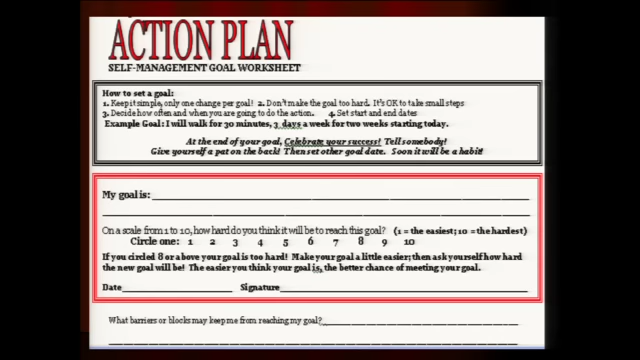 ACTION PLAN
SELF-MANAGEMENT GOAL WORKSHEET
How to set a goal:
1. Keep it simple, only one change per goal! 2. Don't make the goal too hard. It's OK to take small steps
3. Decide how often and when you are going to do the action. 4. Set start and end dates
Example Goal: I will walk for 30 minutes, 3 days a week for two weeks starting today.
At the end of your goal, Celebrate your success! Tell somebody!
Give yourself a pat on the back! Then set other goal date. Soon it will be a habit!
My goal is:
On a scale from 1 to 10, how hard do you think it will be to reach this goal? (1 = the easiest; 10 = the hardest)
Circle one: 1 2 3 4 5 6 7 8 9 10
If you circled 8 or above your goal is too hard! Make your goal a little easier; then ask yourself how hard
the new goal will be! The easier you think your goal is, the better chance of meeting your goal.
Date Signature
What barriers or blocks may keep me from reaching my goal?